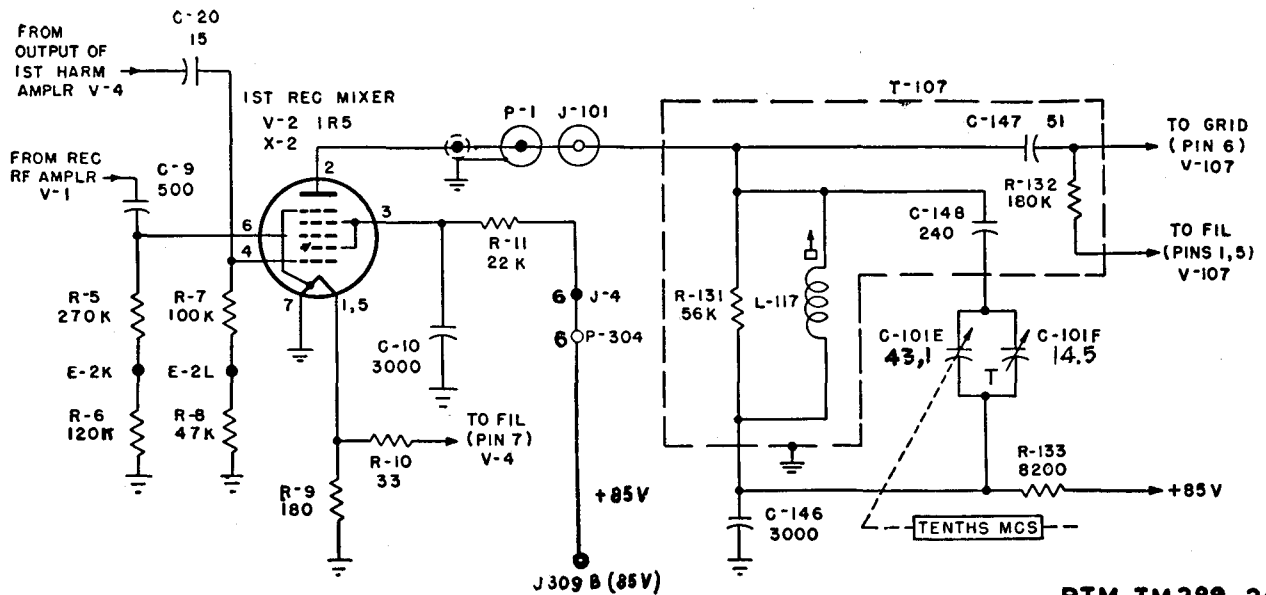 FROM
OUTPUT OF
1ST HARM
AMPLR V-4
C-20
15
1ST REC MIXER
V-2 1R5
X-2
P-1
J-101
T-107
C-147
51
TO GRID
(PIN 6)
V-107
FROM REC
RF AMPLR
V-1
C-9
500
2
3
6
4
7
1,5
R-11
22K
R-132
180K
C-148
240
TO FIL
(PINS 1,5)
V-107
R-5
270K
R-7
100K
6
J-4
6
P-304
R-131
56K
L-117
C-10
3000
C-101E
43,1
C-101F
14.5
T
E-2K
E-2L
R-6
120K
R-8
47K
TO FIL
(PIN 7)
V-4
R-10
33
R-9
180
+85V
R-133
8200
+85V
C-146
3000
TENTHS MCS
J309B (85V)